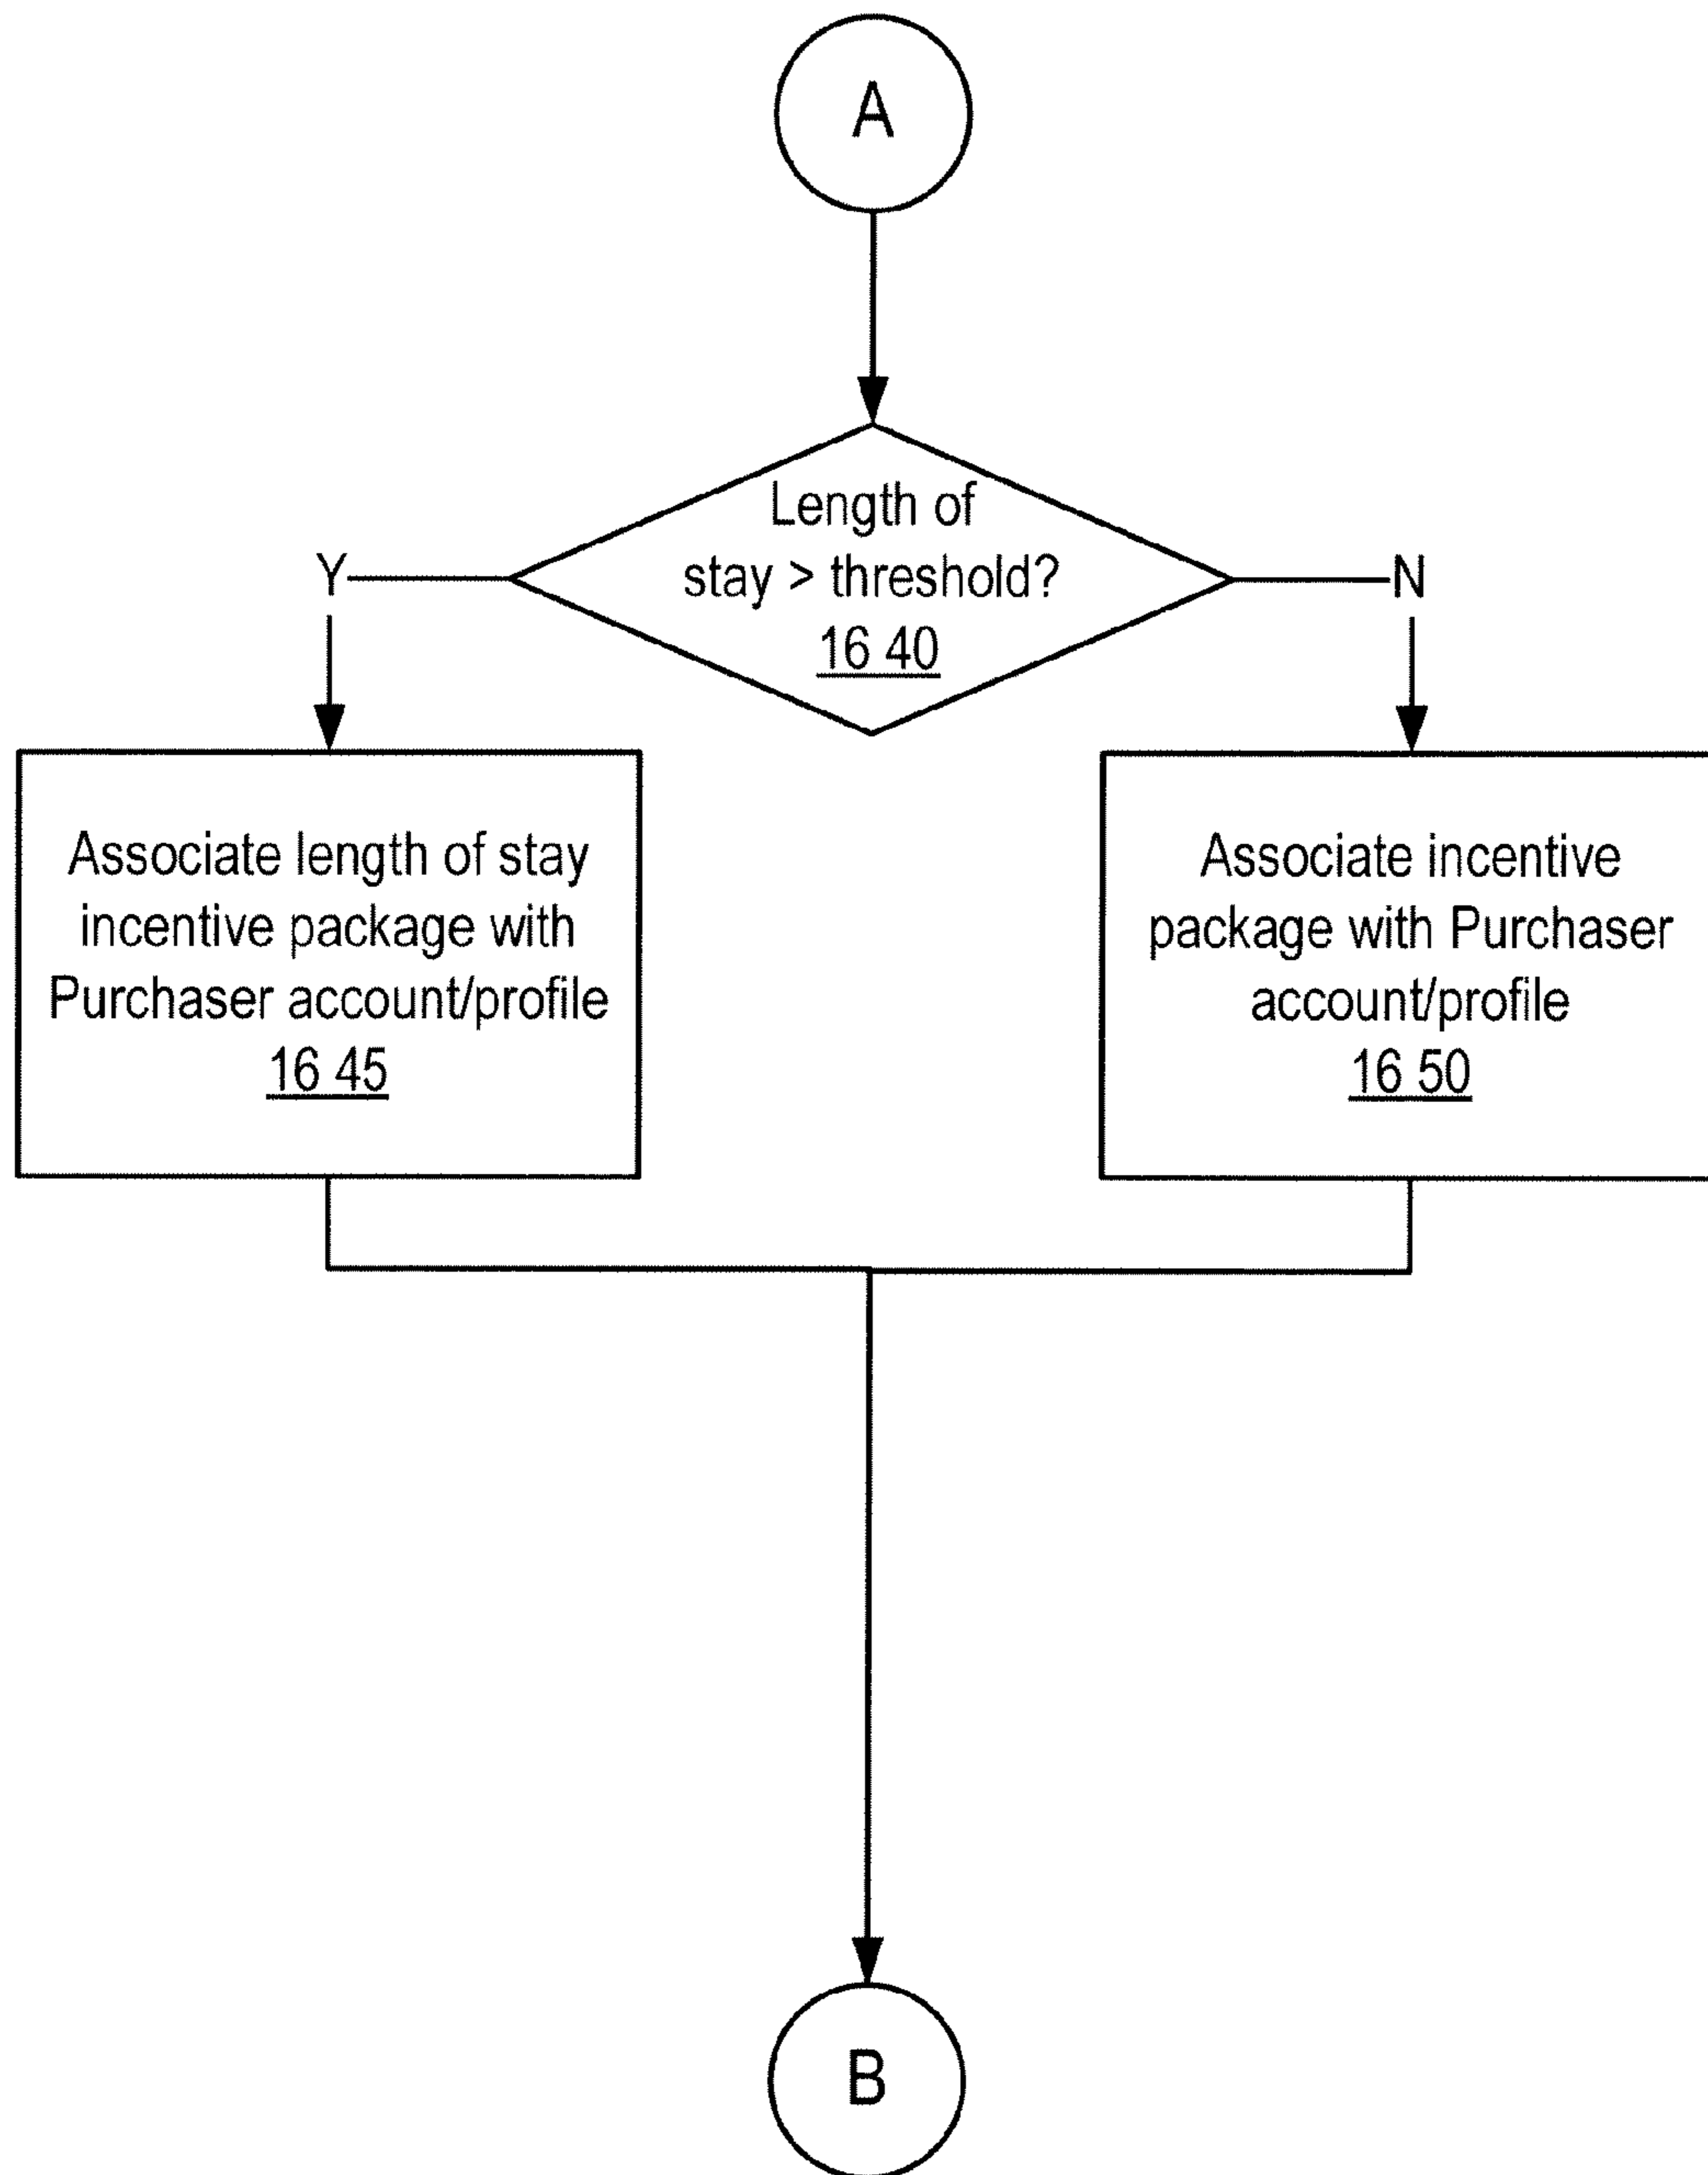 A
Length of
stay > threshold?
16 40
Y
N
Associate length of stay
incentive package with
Purchaser account/profile
16 45
Associate incentive
package with Purchaser
account/profile
16 50
B